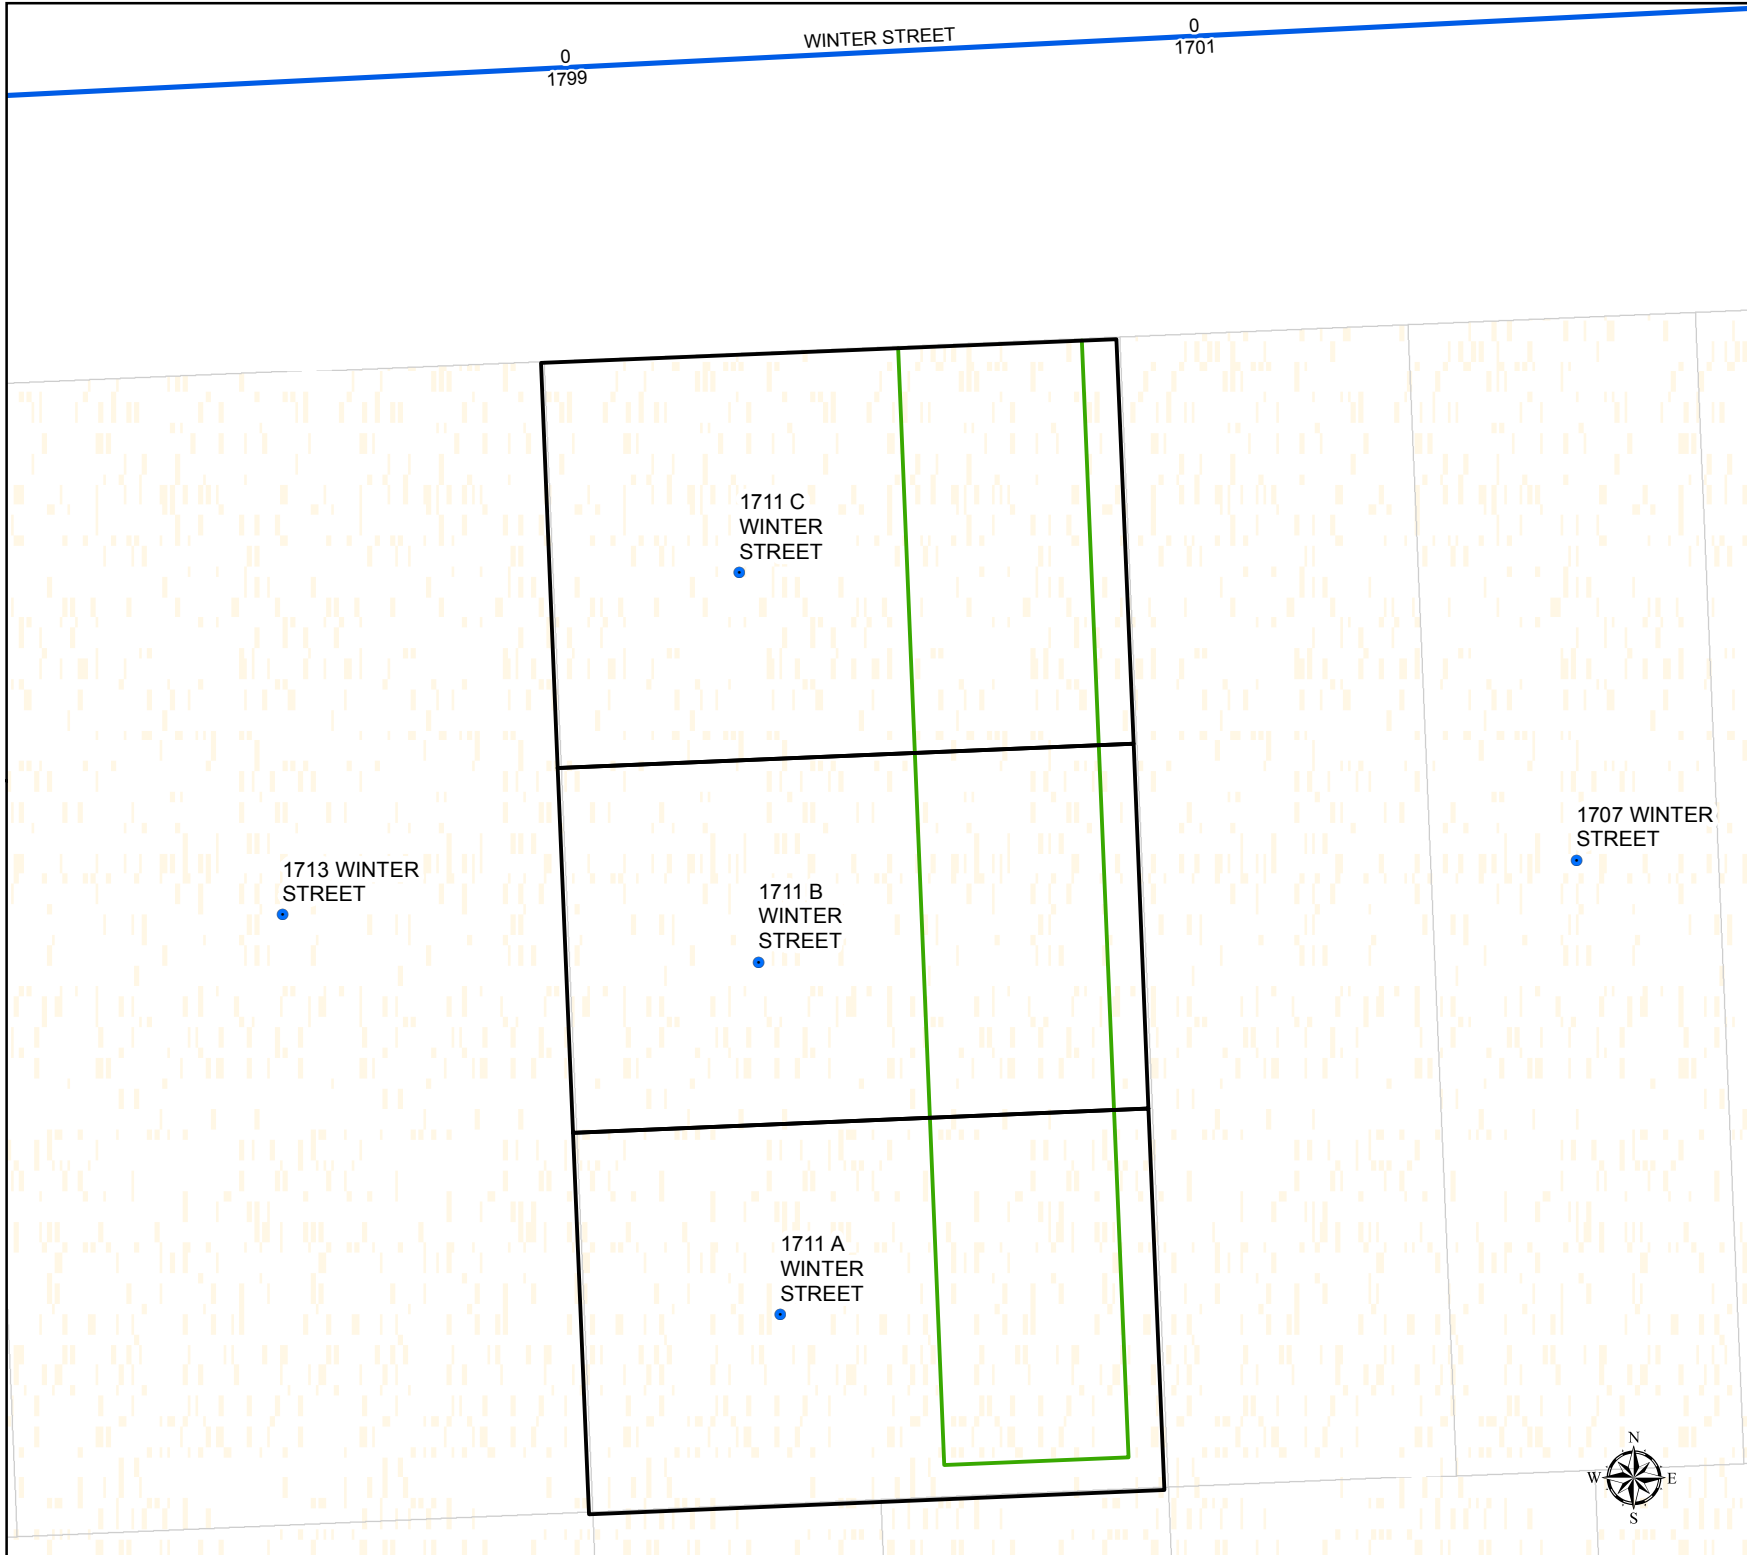 WINTER STREET
0
1799
0
1701
1711 C
WINTER
STREET
1707 WINTER
STREET
1713 WINTER
STREET
1711 B
WINTER
STREET
1711 A
WINTER
STREET
N
W
E
S